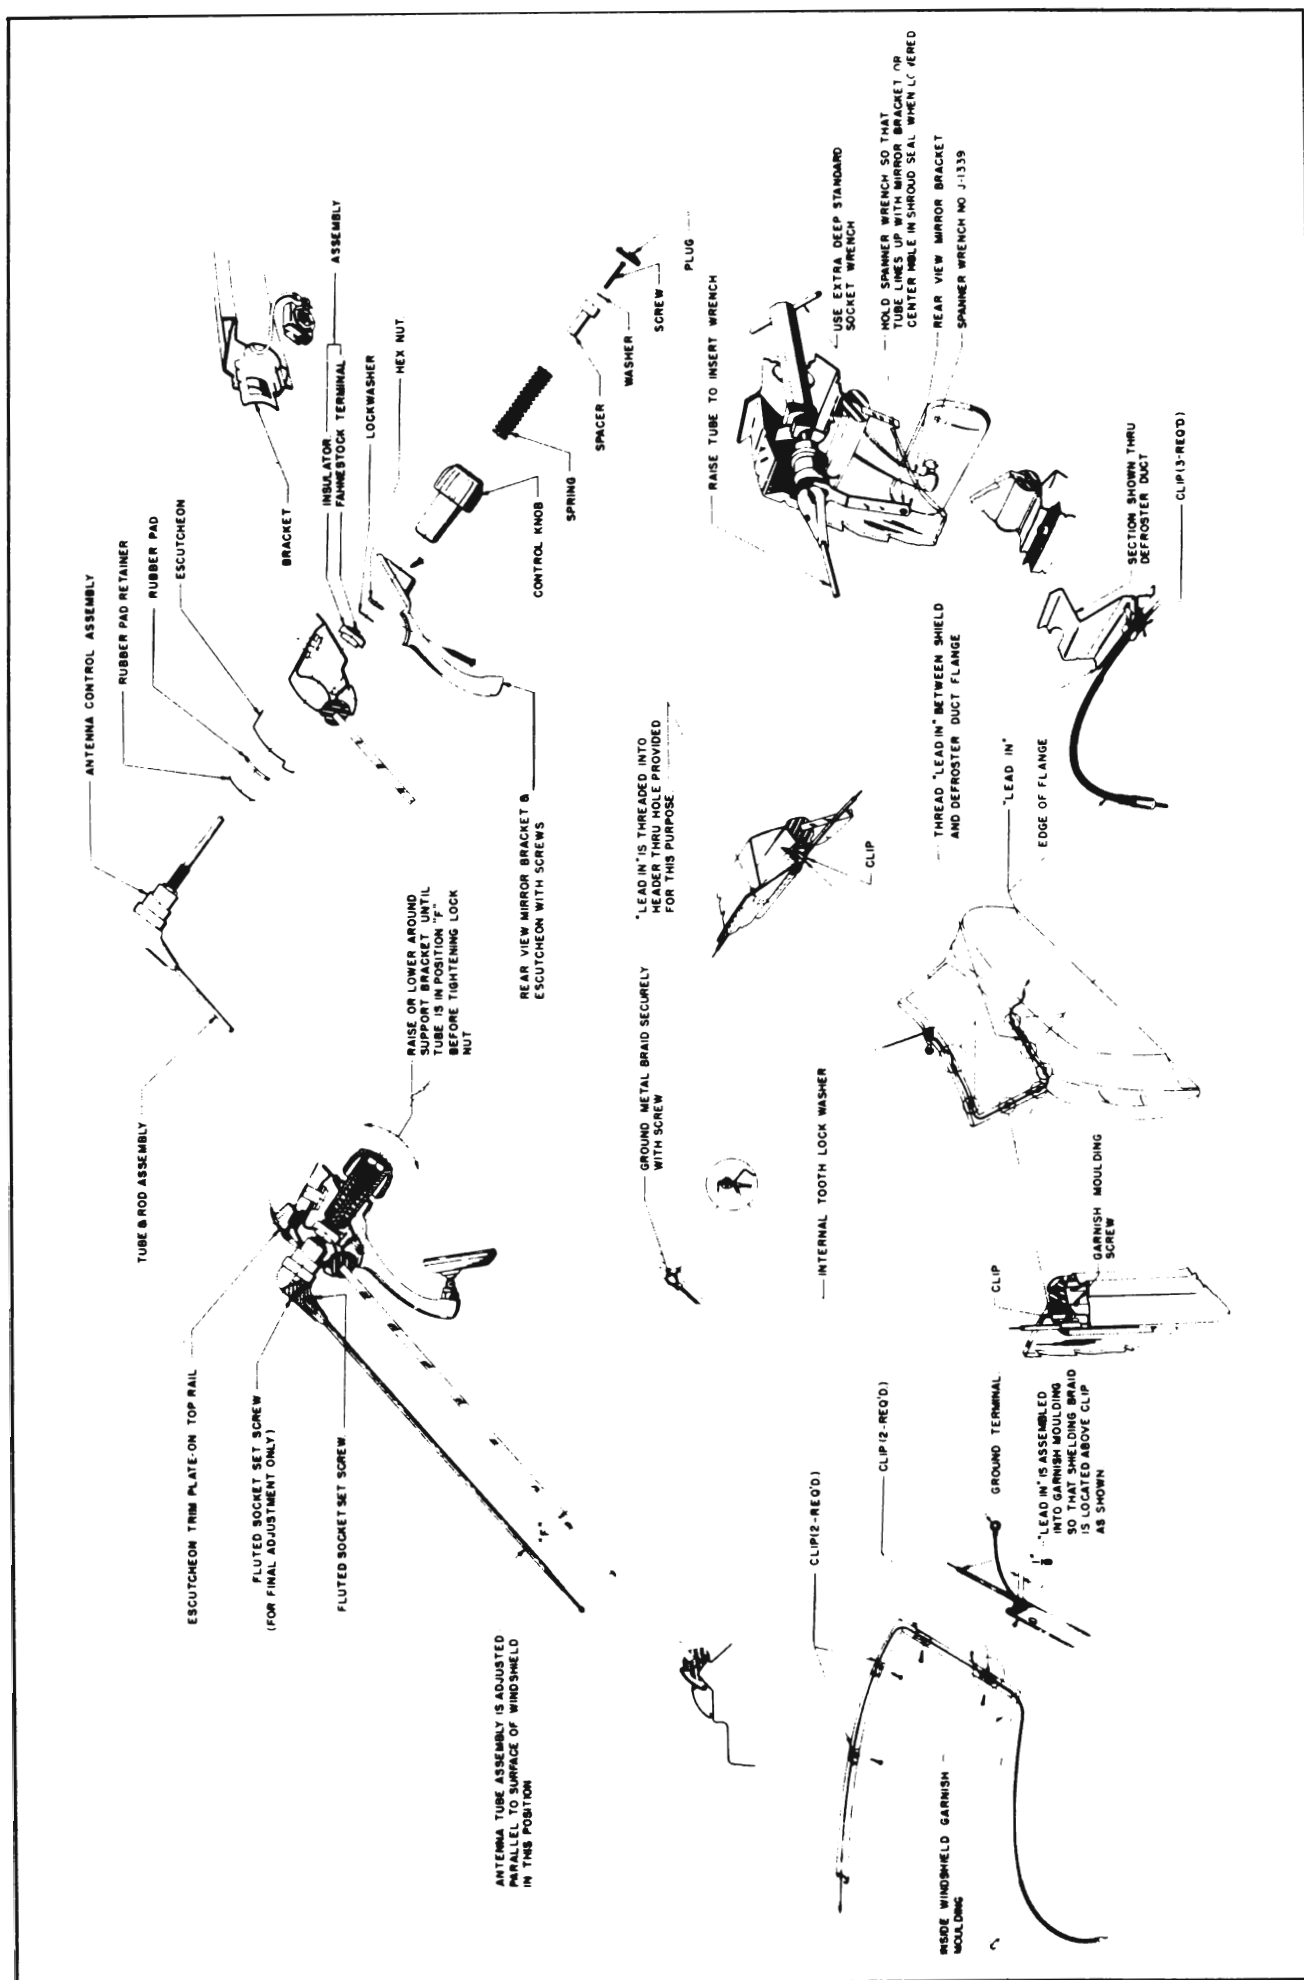 ANTENNA CONTROL ASSEMBLY
RUBBER PAD RETAINER
RUBBER PAD
ESCUTCHEON
BRACKET
INSULATOR
FAHNESTOCK TERMINAL
ASSEMBLY
LOCKWASHER
HEX NUT
CONTROL KNOB
SPRING
SPACER
WASHER
SCREW
PLUG
TUBE & ROD ASSEMBLY
RAISE OR LOWER AROUND
SUPPORT BRACKET UNTIL
TUBE IS IN POSITION "F"
BEFORE TIGHTENING LOCK
NUT
REAR VIEW MIRROR BRACKET &
ESCUTCHEON WITH SCREWS
ESCUTCHEON TRIM PLATE-ON TOP RAIL
FLUTED SOCKET SET SCREW
(FOR FINAL ADJUSTMENT ONLY)
FLUTED SOCKET SET SCREW
"F"
ANTENNA TUBE ASSEMBLY IS ADJUSTED
PARALLEL TO SURFACE OF WINDSHIELD
IN THIS POSITION
GROUND METAL BRAID SECURELY
WITH SCREW
"LEAD IN" IS THREADED INTO
HEADER THRU HOLE PROVIDED
FOR THIS PURPOSE
CLIP
RAISE TUBE TO INSERT WRENCH
USE EXTRA DEEP STANDARD
SOCKET WRENCH
HOLD SPANNER WRENCH SO THAT
TUBE LINES UP WITH MIRROR BRACKET OR
CENTER HOLE IN SHROUD SEAL WHEN LOWERED
REAR VIEW MIRROR BRACKET
SPANNER WRENCH NO J-1339
INTERNAL TOOTH LOCK WASHER
THREAD "LEAD IN" BETWEEN SHIELD
AND DEFROSTER DUCT FLANGE
"LEAD IN"
EDGE OF FLANGE
SECTION SHOWN THRU
DEFROSTER DUCT
CLIP (3-REQ'D)
CLIP (2-REQ'D.)
CLIP (2-REQ'D.)
INSIDE WINDSHIELD GARNISH
MOULDING
GROUND TERMINAL
CLIP
GARNISH MOULDING
SCREW
"LEAD IN" IS ASSEMBLED
INTO GARNISH MOULDING
SO THAT SHIELDING BRAID
IS LOCATED ABOVE CLIP
AS SHOWN